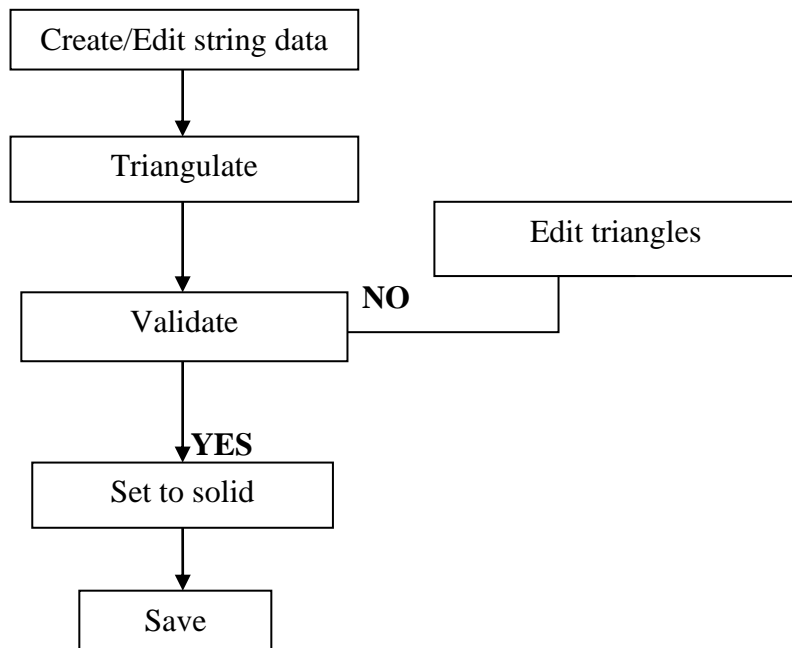 Create/Edit string data
Triangulate
Edit triangles
NO
Validate
YES
Set to solid
Save